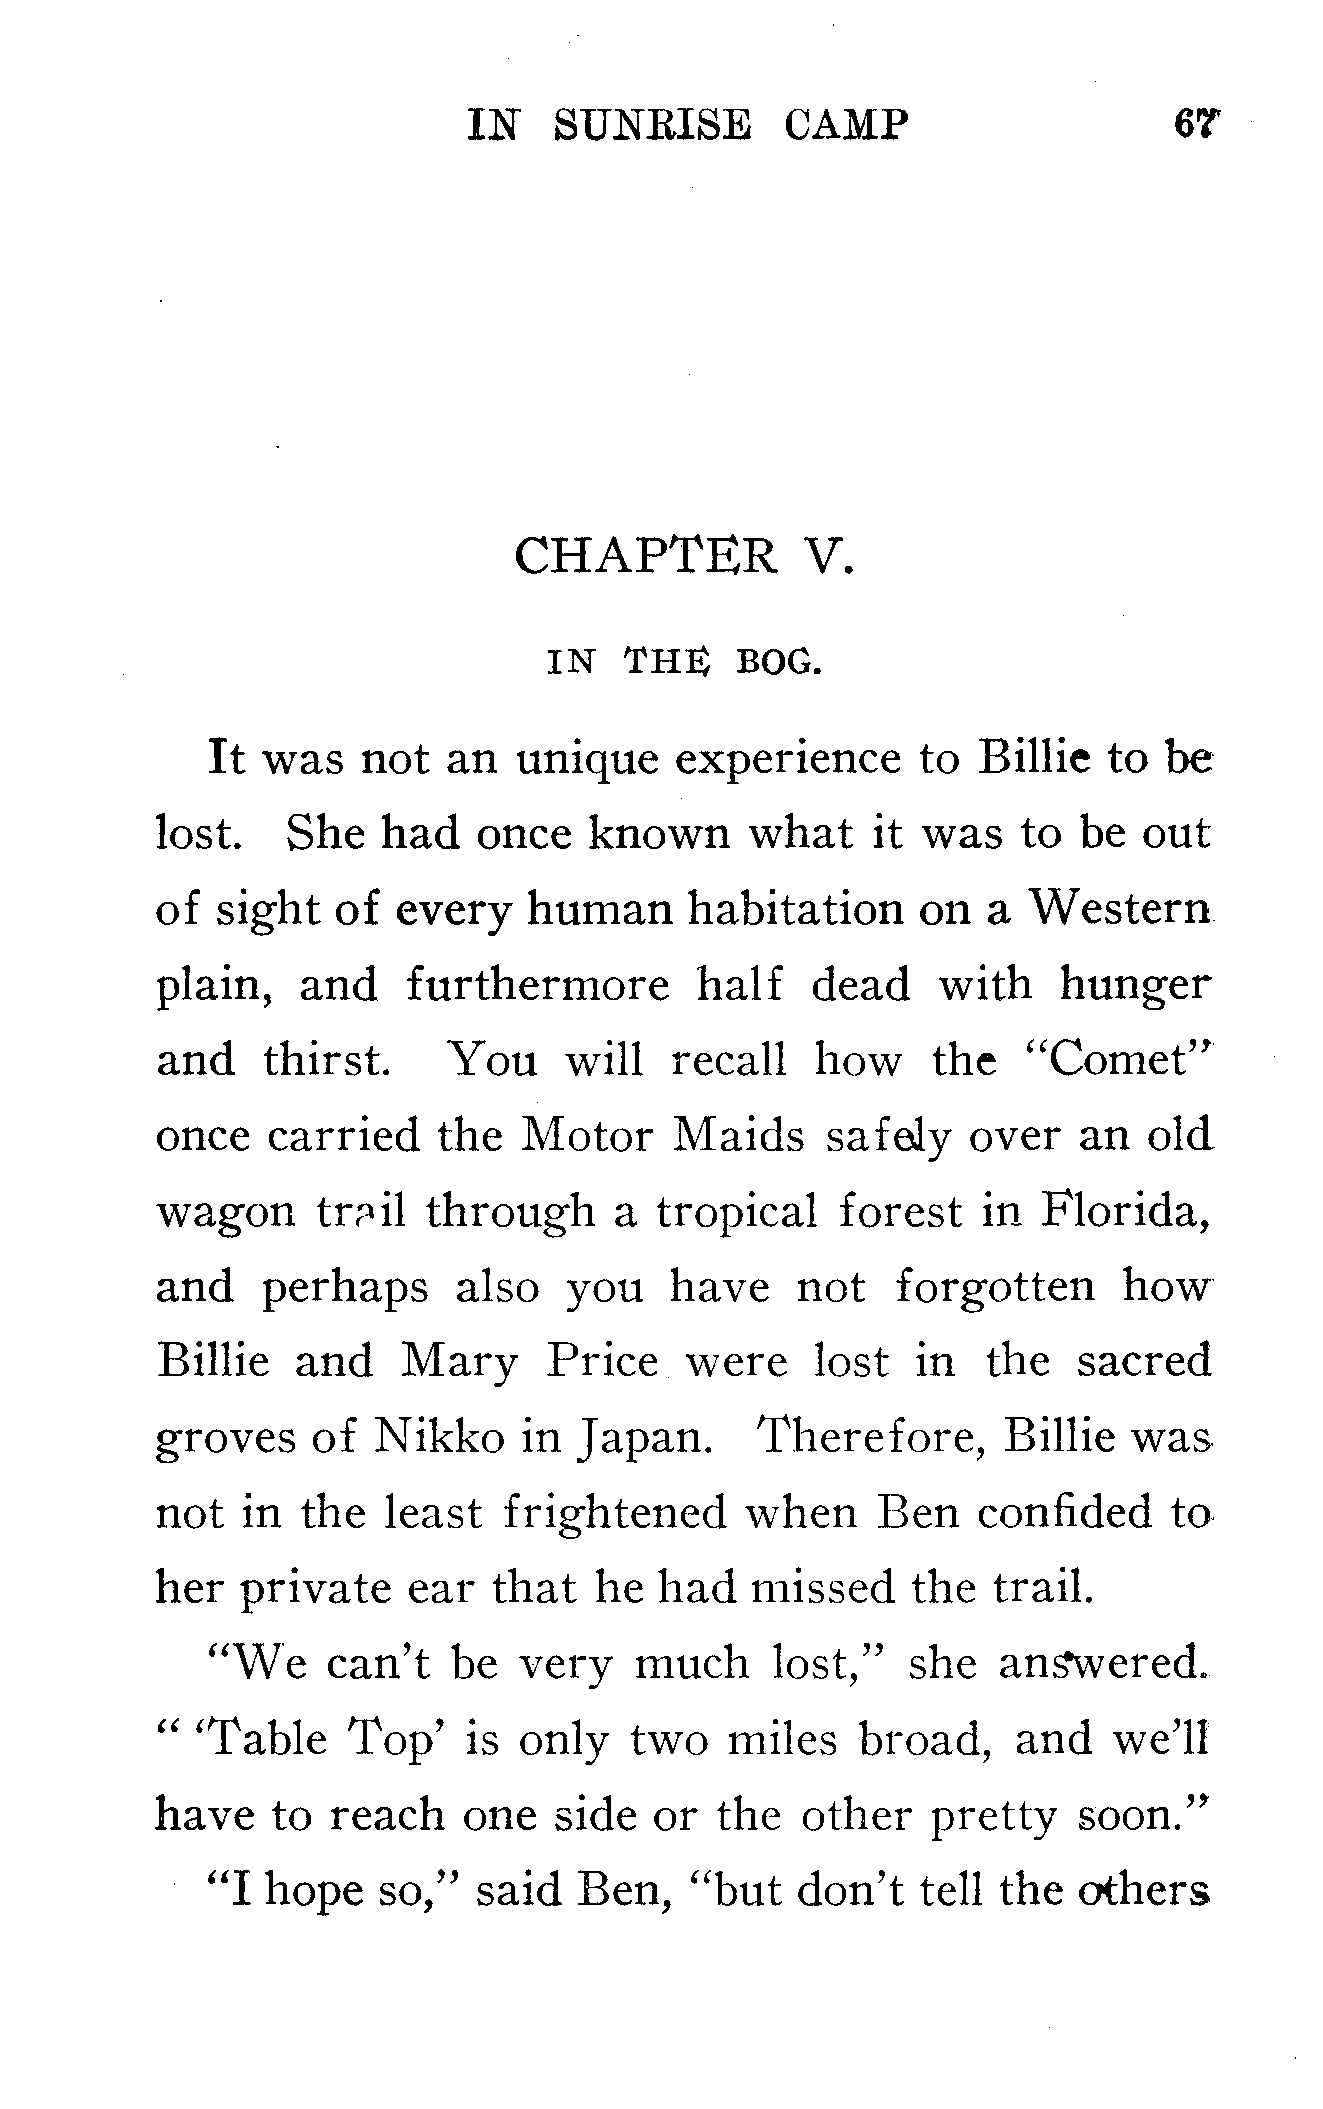 IN SUNRISE CAMP 67
CHAPTER V.
IN THE BOG.
It was not an unique experience to Billie to be
lost. She had once known what it was to be out
of sight of every human habitation on a Western
plain, and furthermore half dead with hunger
and thirst. You will recall how the “Comet”
once carried the Motor Maids safely over an old
wagon trail through a tropical forest in Florida,
and perhaps also you have not forgotten how
Billie and Mary Price were lost in the sacred
groves of Nikko in Japan. Therefore, Billie was
not in the least frightened when Ben confided to
her private ear that he had missed the trail.
“We can’t be very much lost,” she answered.
“ ‘Table Top’ is only two miles broad, and we’ll
have to reach one side or the other pretty soon.”
“I hope so,” said Ben, “but don’t tell the others